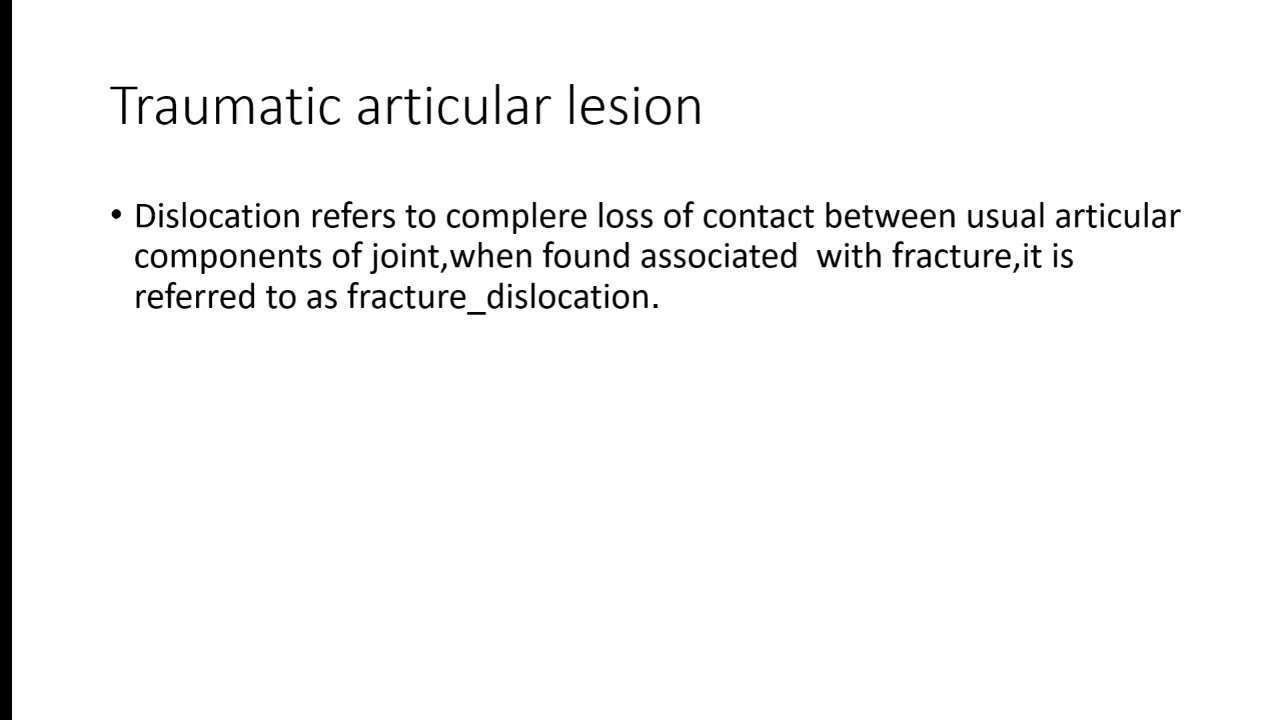 Traumatic articular lesion
• Dislocation refers to complere loss of contact between usual articular
components of joint,when found associated  with fracture,it is
referred to as fracture_dislocation.